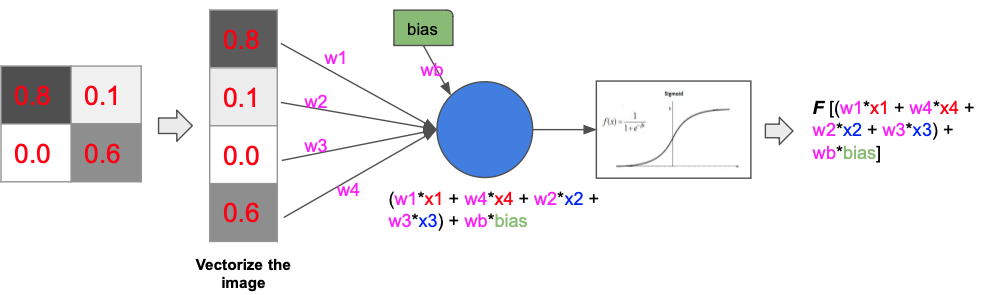 0.8 0.1
0.0 0.6
0.8
0.1
0.0
0.6
Vectorize the
image
w1
w2
w3
w4
bias
wb
(w1*x1 + w4*x4 + w2*x2 +
w3*x3) + wb*bias
Sigmoid
F [(w1*x1 + w4*x4 +
w2*x2 + w3*x3) +
wb*bias]